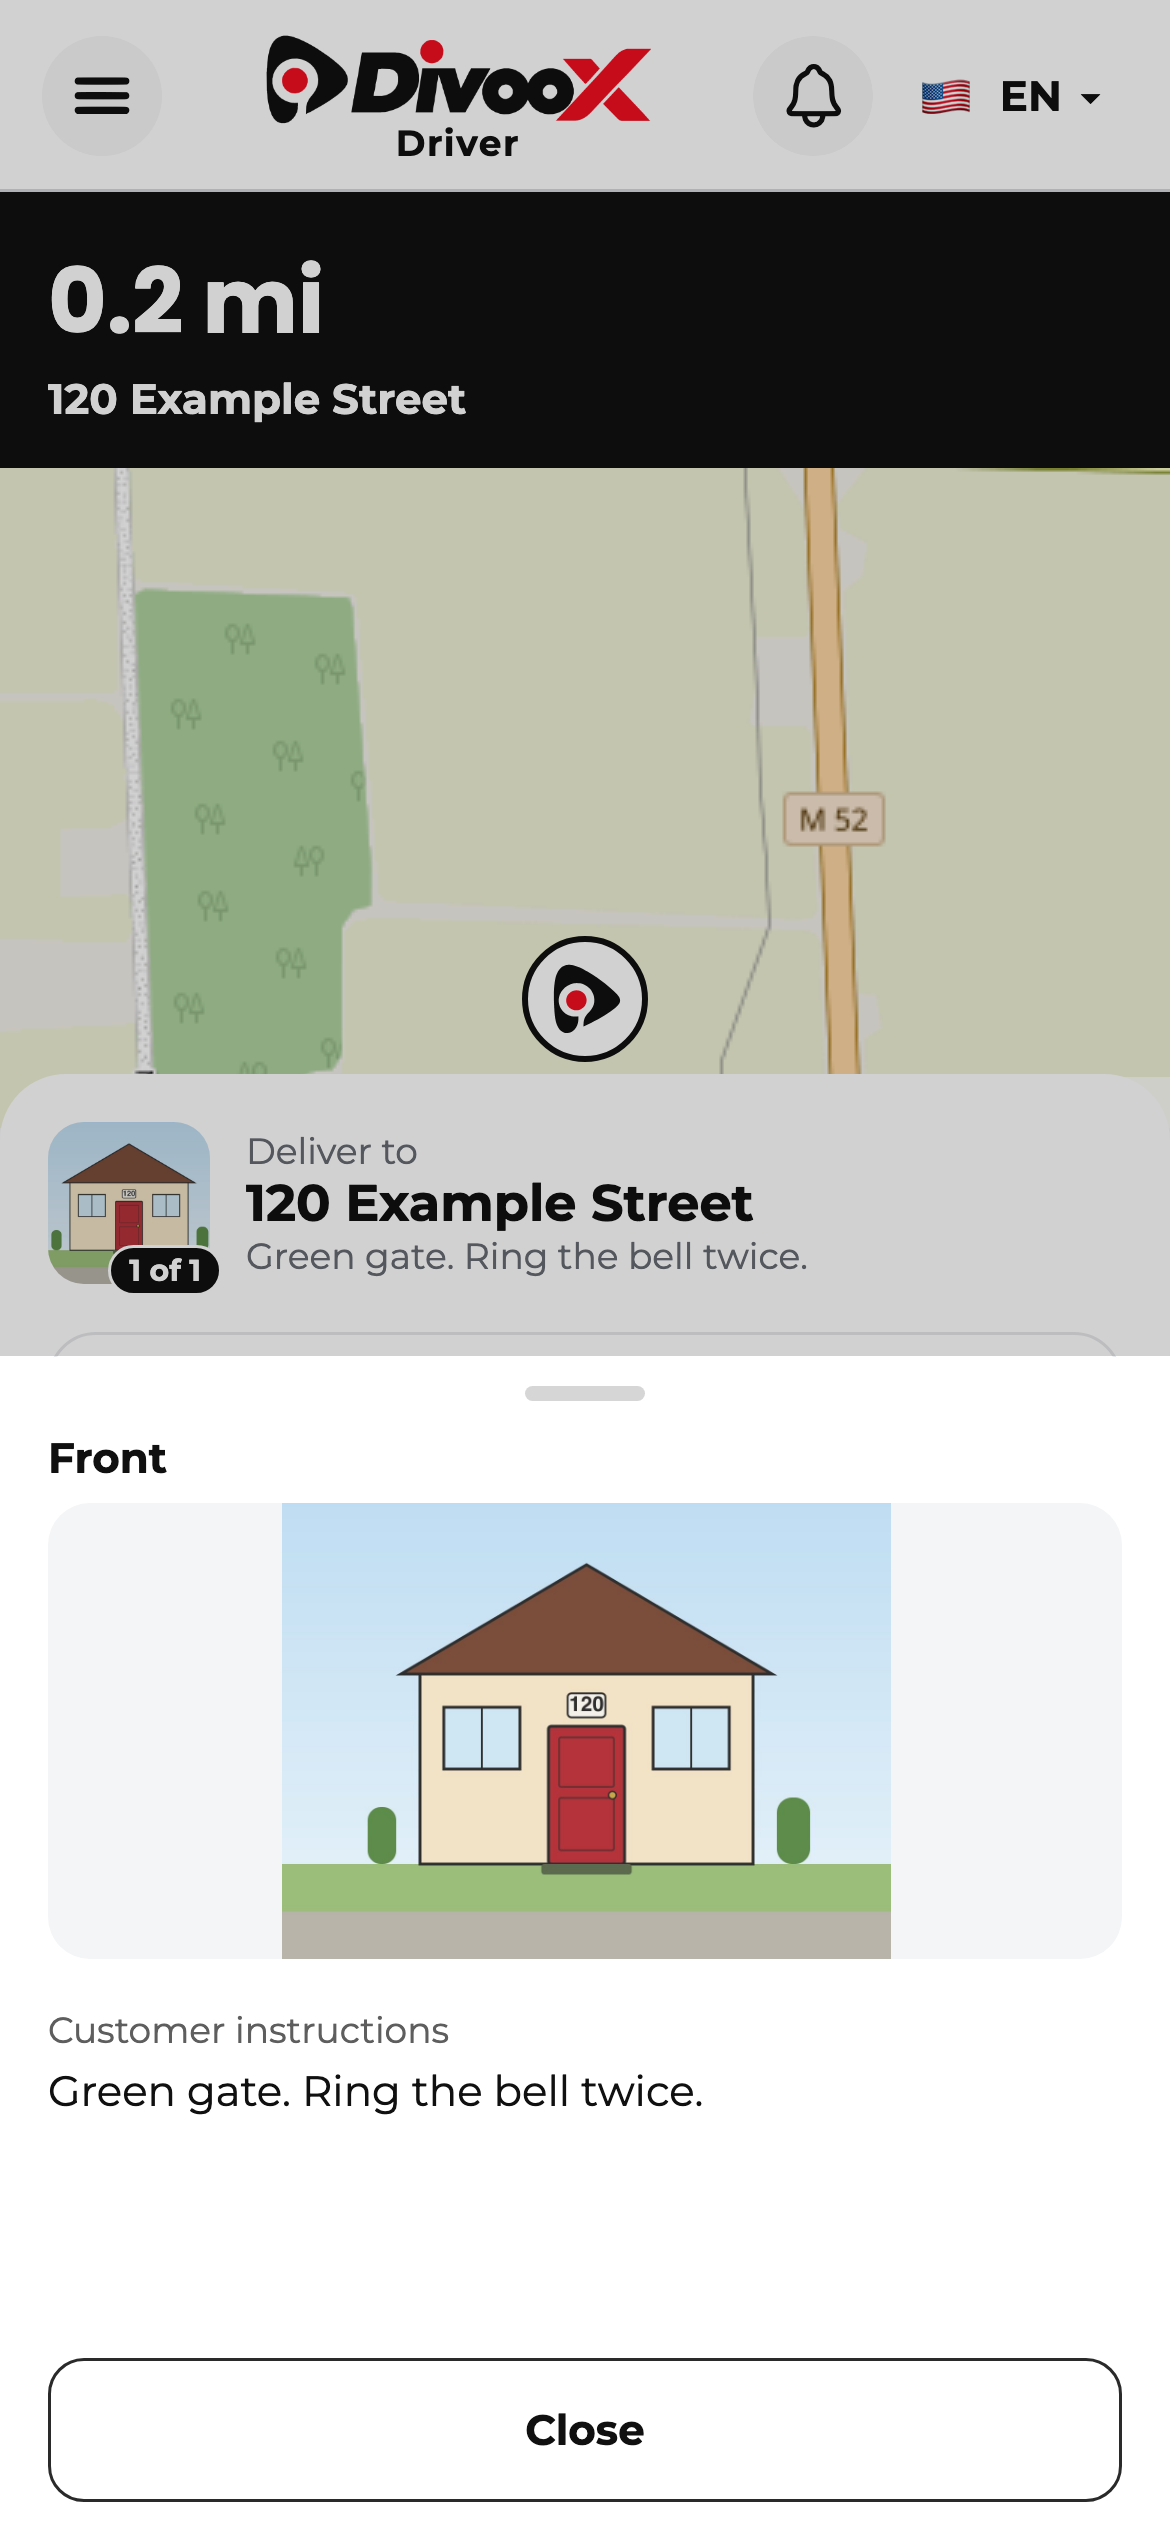 DivooX
Driver
EN
0.2 mi
120 Example Street
M 52
Deliver to
120 Example Street
Green gate. Ring the bell twice.
120
1 of 1
Front
120
Customer instructions
Green gate. Ring the bell twice.
Close